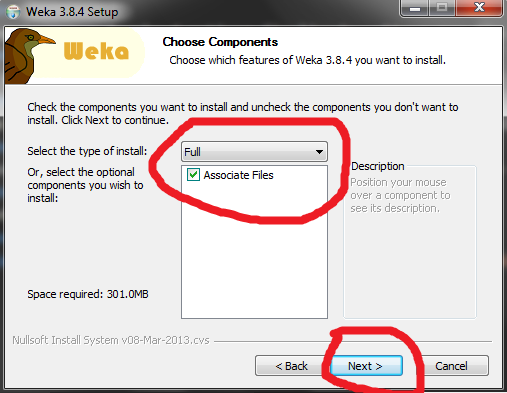 Weka 3.8.4 Setup
Weka
Choose Components
Choose which features of Weka 3.8.4 you want to install.
Check the components you want to install and uncheck the components you don't want to
install. Click Next to continue.
Select the type of install:
Full
Or, select the optional
components you wish to
install:
Associate Files
Description
Position your mouse
over a component to
see its description.
Space required: 301.0MB
Nullsoft Install System v08-Mar-2013.cvs
< Back
Next >
Cancel